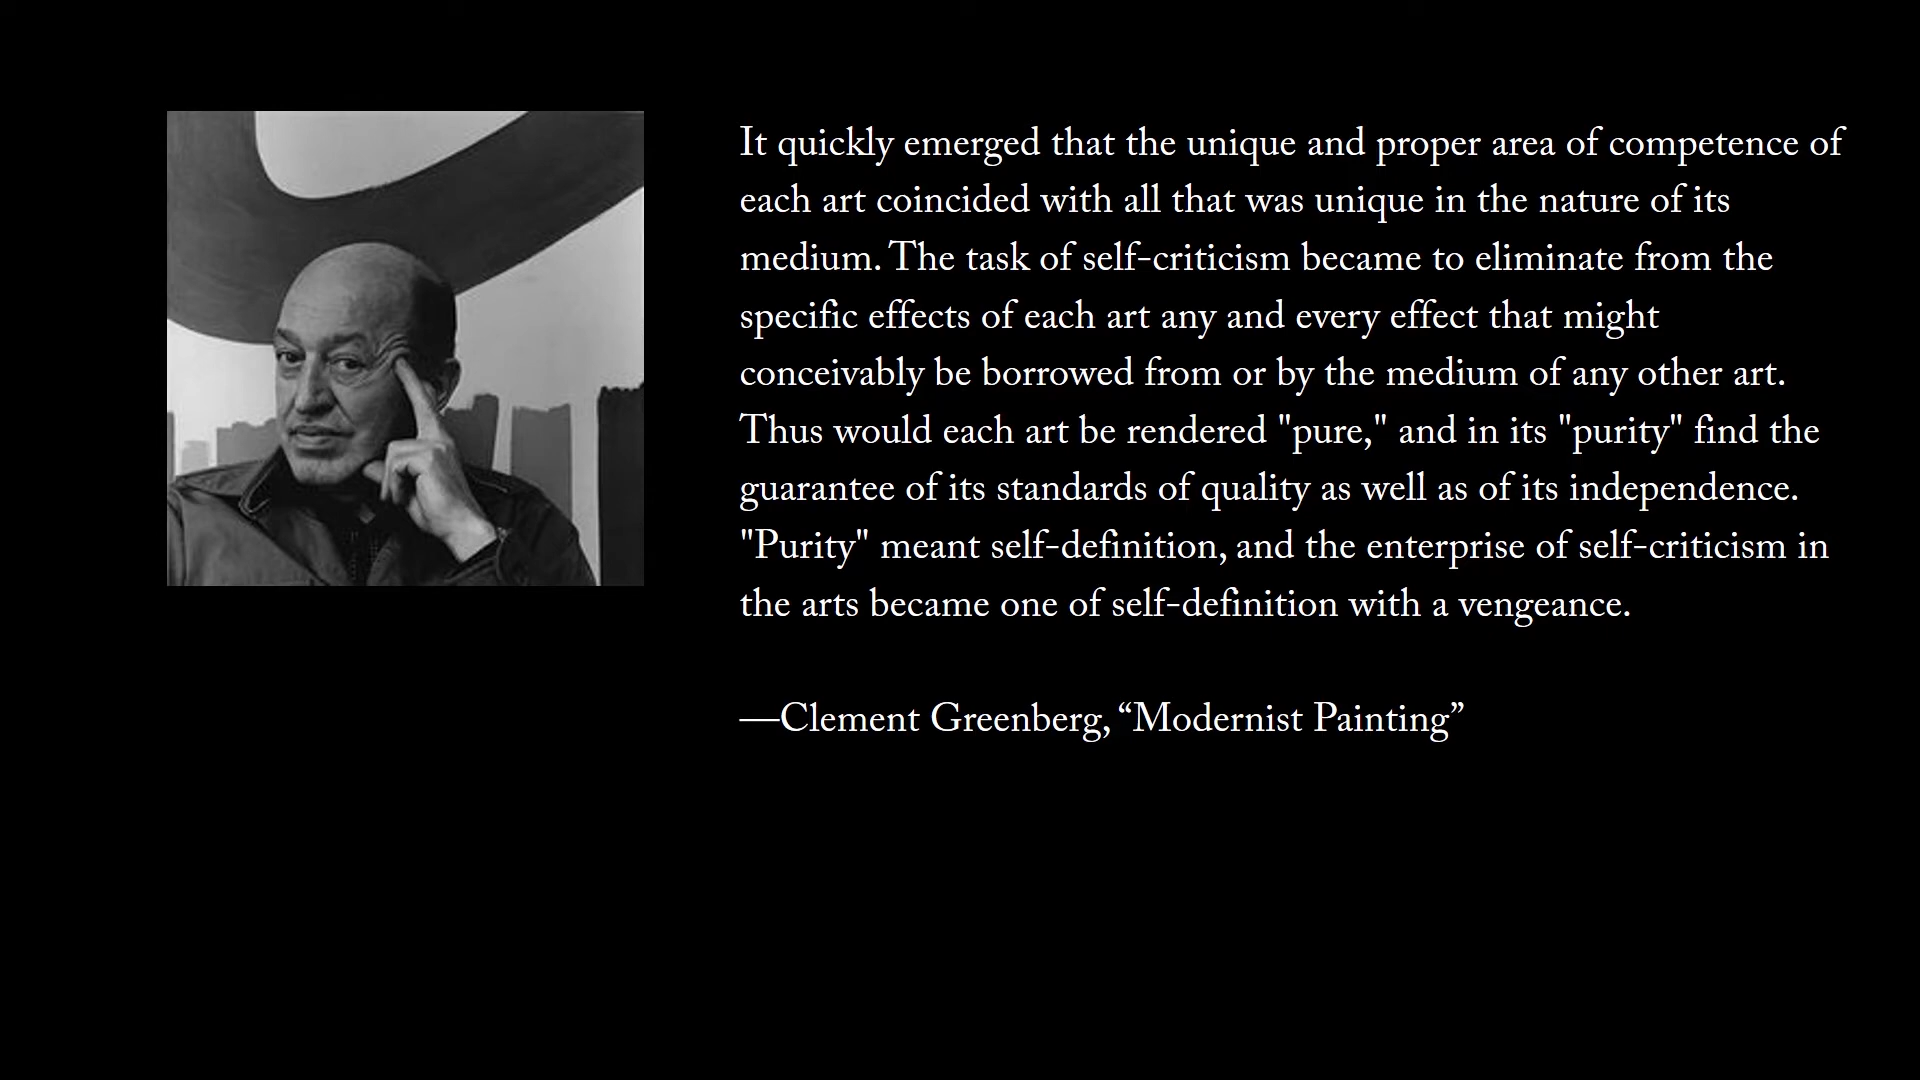 It quickly emerged that the unique and proper area of competence of
each art coincided with all that was unique in the nature of its
medium. The task of self-criticism became to eliminate from the
specific effects of each art any and every effect that might
conceivably be borrowed from or by the medium of any other art.
Thus would each art be rendered "pure," and in its "purity" find the
guarantee of its standards of quality as well as of its independence.
"Purity" meant self-definition, and the enterprise of self-criticism in
the arts became one of self-definition with a vengeance.
—Clement Greenberg, “Modernist Painting”